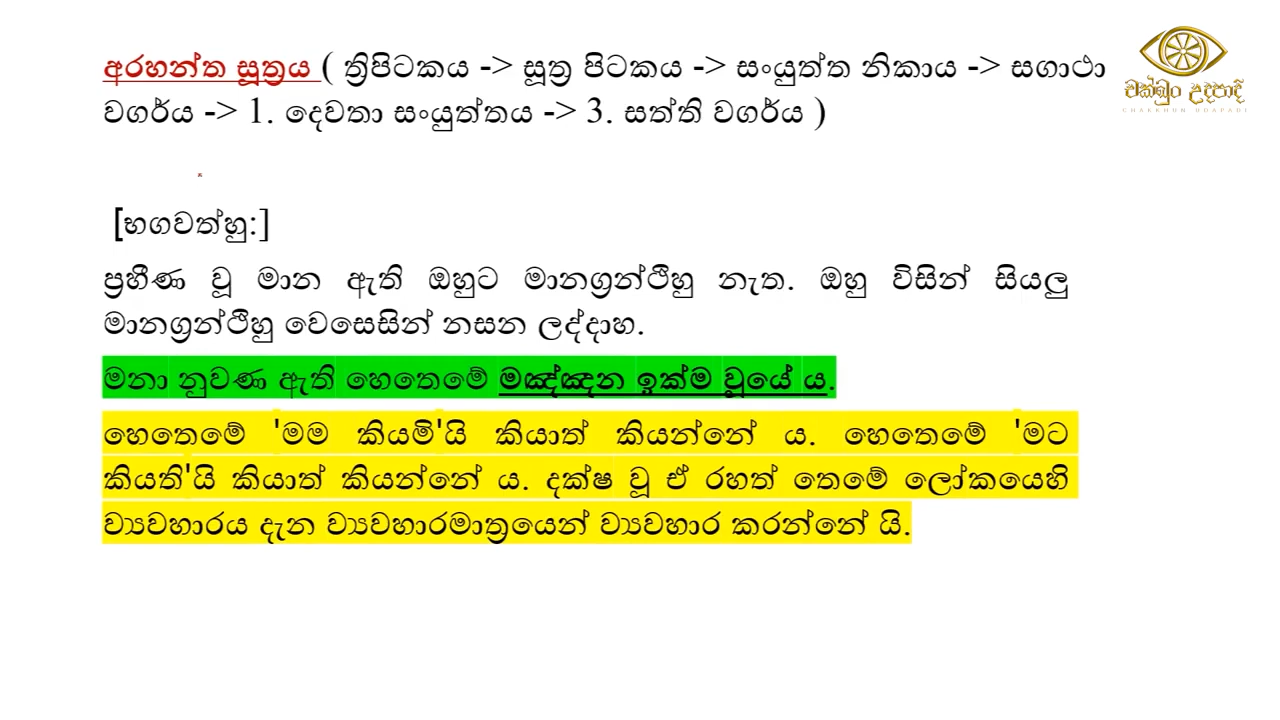 අරහන්ත සූත්‍රය ( ත්‍රිපිටකය -> සූත්‍ර පිටකය -> සංයුත්ත නිකාය -> සගාථා
වගර්ය -> 1. දෙවතා සංයුත්තය -> 3. සත්ති වගර්ය )
චක්ඛුං උදපාදි
CHAKKHUN UDAPADI
[භගවත්හු:]
ප්‍රහීණ වූ මාන ඇති ඔහුට මානග්‍රන්ථිහු නැත. ඔහු විසින් සියලු
මානග්‍රන්ථිහු වෙසෙසින් නසන ලද්දාහ.
මනා නුවණ ඇති හෙතෙමේ මඤ්ඤන ඉක්ම වූයේ ය.
හෙතෙමේ 'මම කියමි'යි කියාත් කියන්නේ ය. හෙතෙමේ 'මට
කියති'යි කියාත් කියන්නේ ය. දක්ෂ වූ ඒ රහත් තෙමේ ලෝකයෙහි
ව්‍යවහාරය දැන ව්‍යවහාරමාත්‍රයෙන් ව්‍යවහාර කරන්නේ යි.